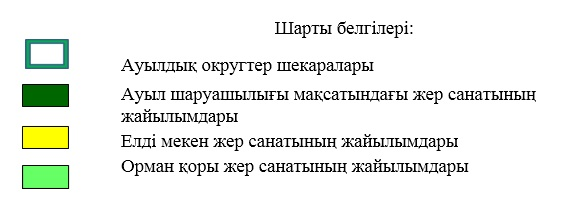 Шарты белгілері:
Ауылдық округтер шекаралары
Ауыл шаруашылығы мақсатындағы жер санатының
жайылымдары
Елді мекен жер санатының жайылымдары
Орман қоры жер санатының жайылымдары